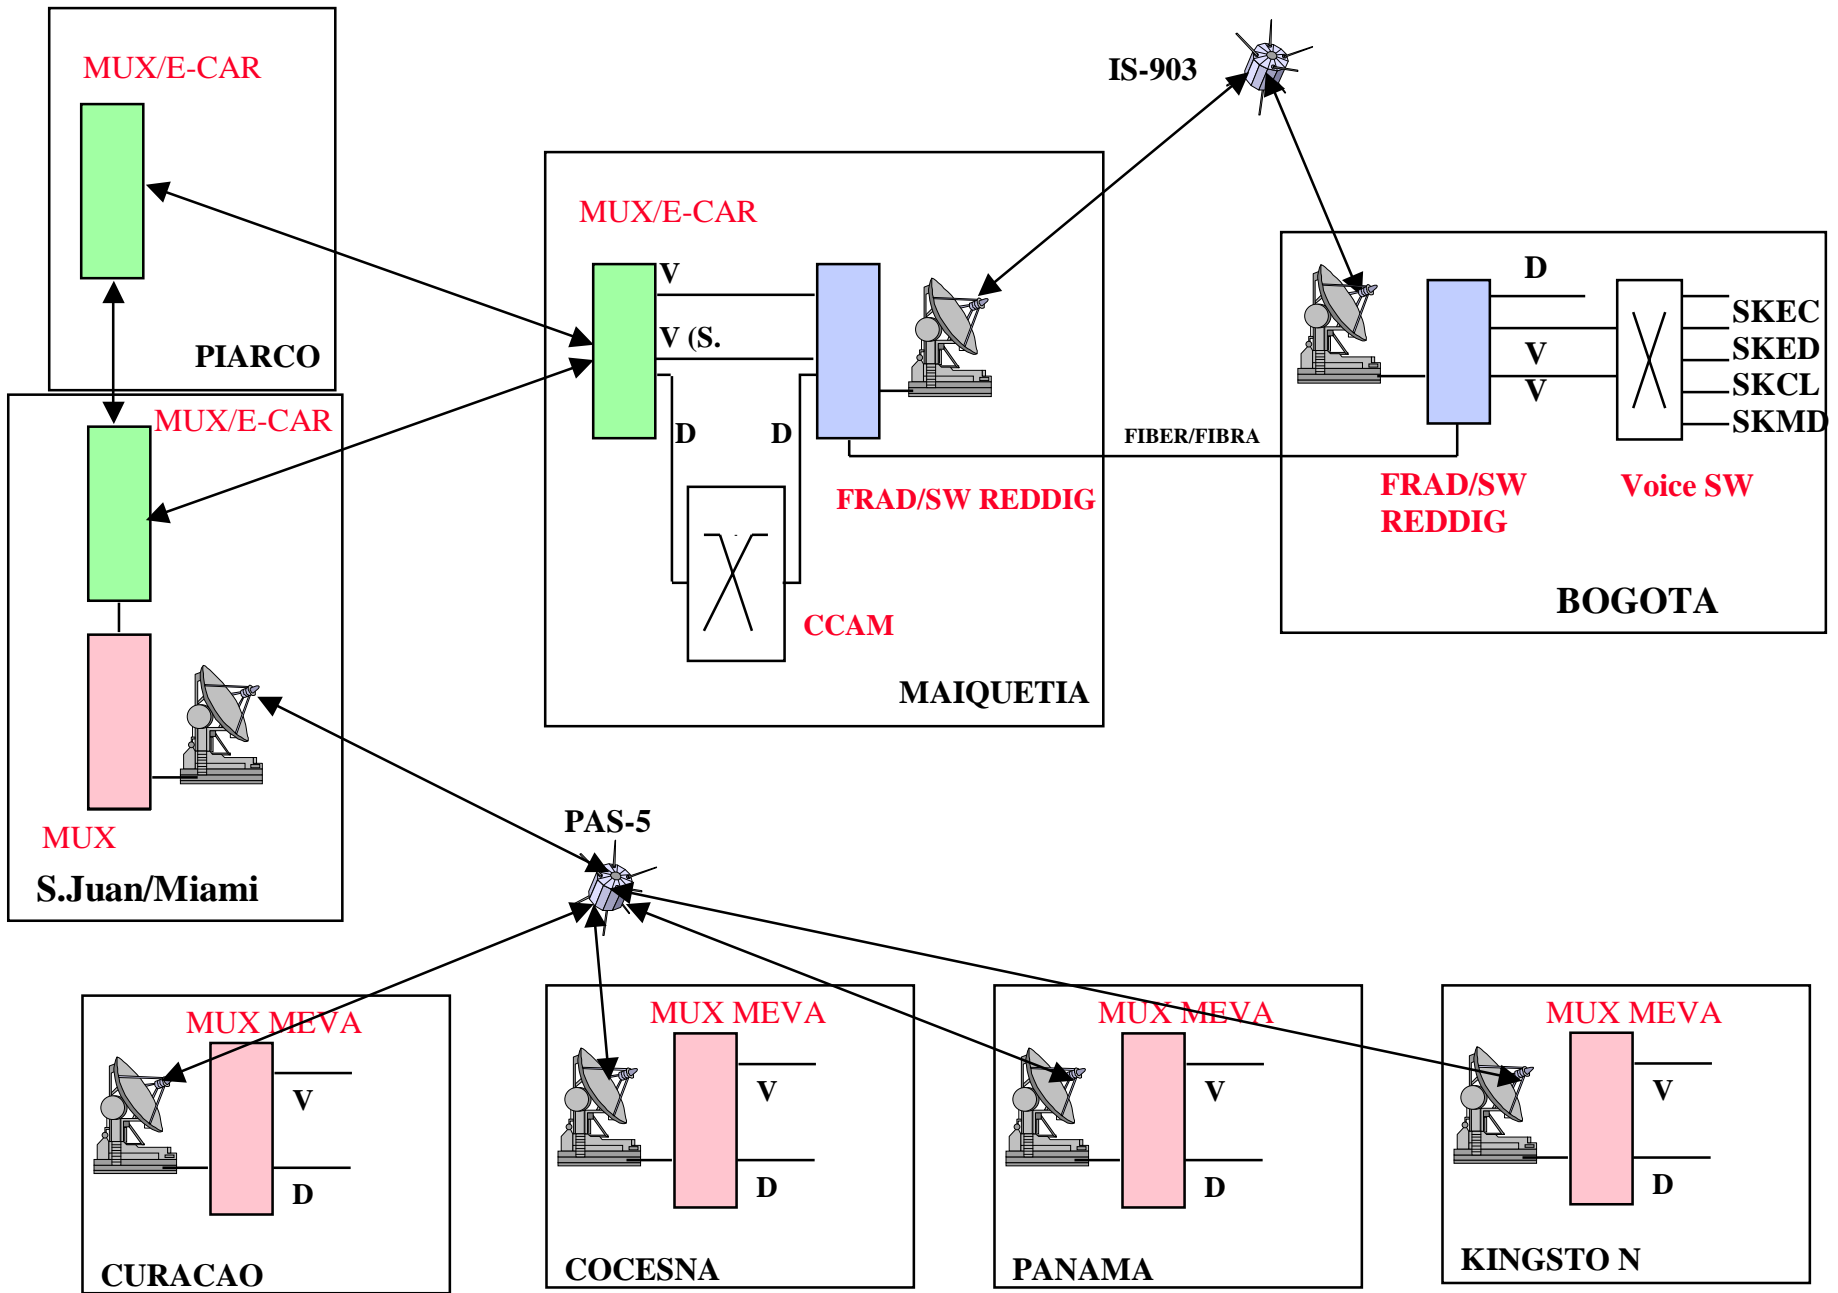 MUX/E-CAR
PIARCO
IS-903
MUX/E-CAR
V
V (S.
D
D
FRAD/SW REDDIG
CCAM
MAIQUETIA
FIBER/FIBRA
D
V
V
SKEC
SKED
SKCL
SKMD
FRAD/SW
REDDIG
Voice SW
BOGOTA
MUX/E-CAR
MUX
S.Juan/Miami
PAS-5
MUX MEVA
V
D
CURACAO
MUX MEVA
V
D
COCESNA
MUX MEVA
V
D
PANAMA
MUX MEVA
V
D
KINGSTO N